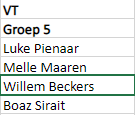 VT
Groep 5
Luke Pienaar
Melle Maaren
Willem Beckers
Boaz Sirait